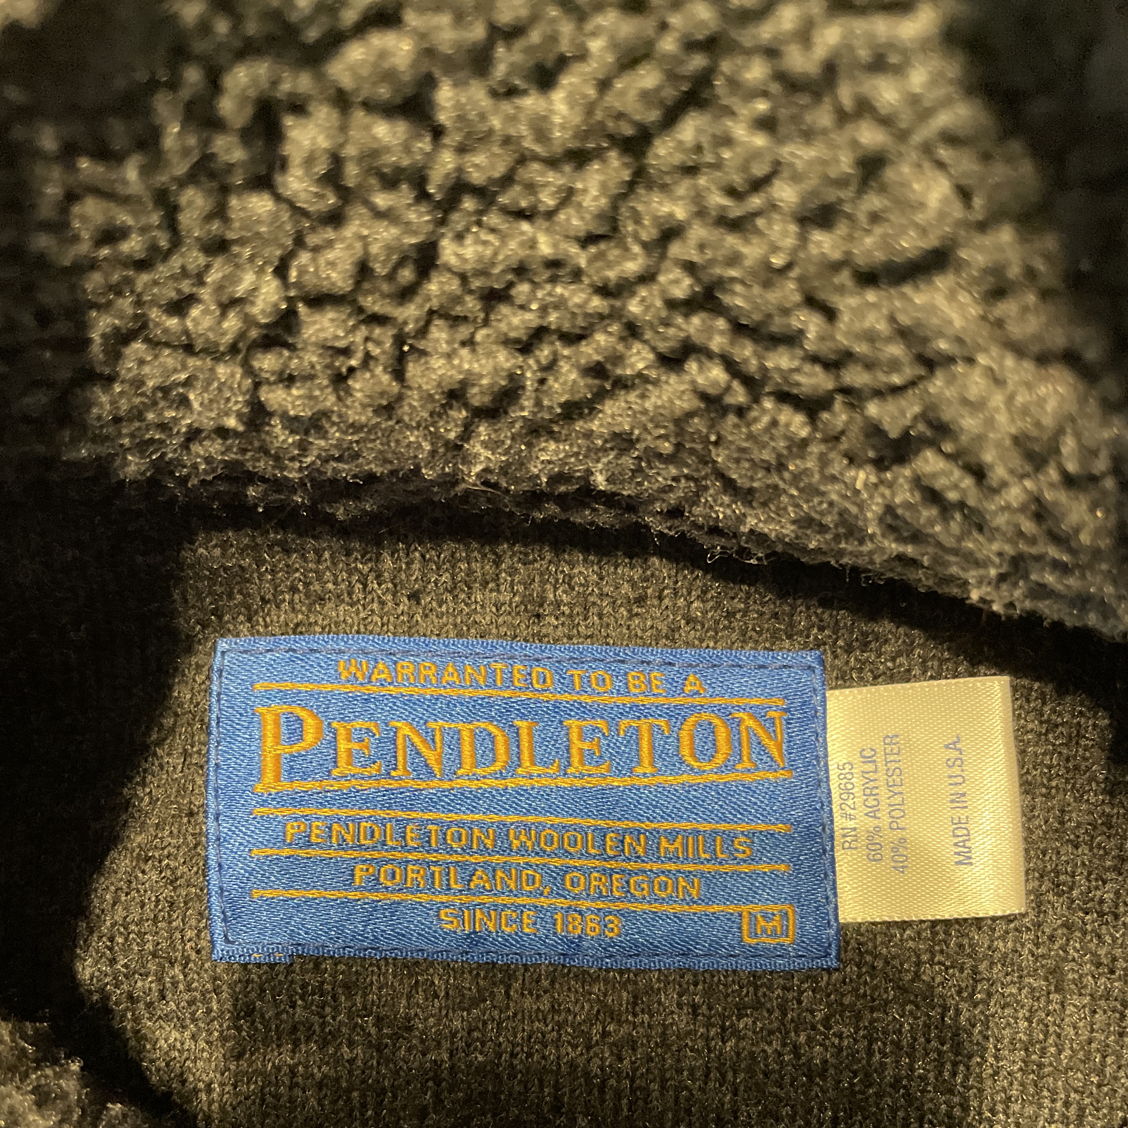 WARRANTED TO BE A
PENDLETON
PENDLETON WOOLEN MILLS
PORTLAND, OREGON
SINCE 1863
M
RN #29685
60% ACRYLIC
40% POLYESTER
MADE IN U.S.A.